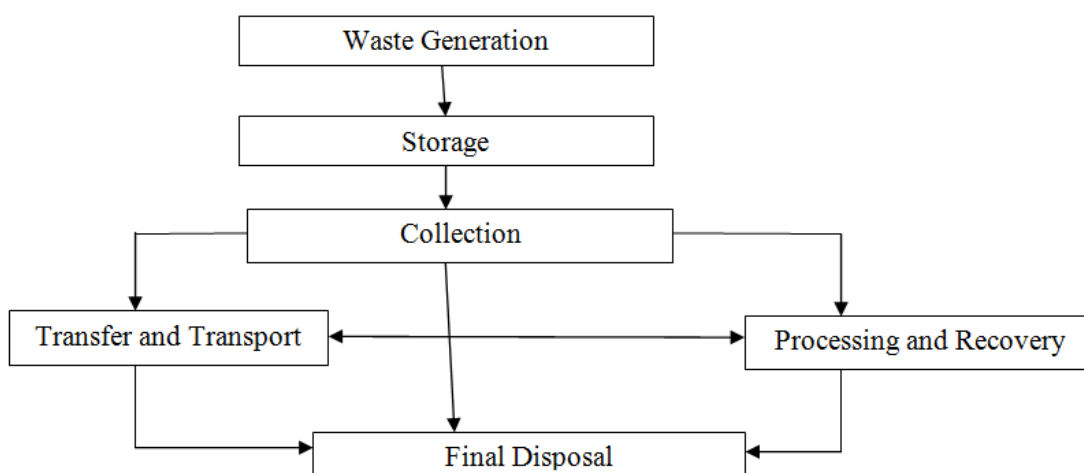 Waste Generation
Storage
Collection
Transfer and Transport
Processing and Recovery
Final Disposal